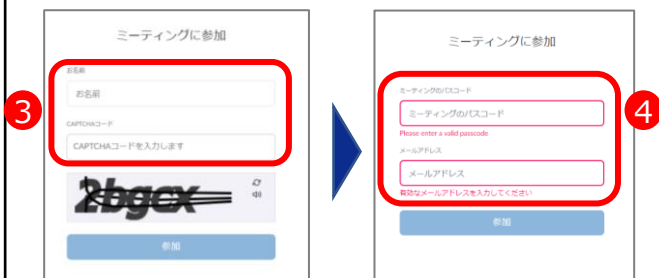 ミーティングに参加
お名前
お名前
CAPTCHAコード
CAPTCHAコードを入力します
2bgcx
参加
3
ミーティングに参加
ミーティングのパスコード
ミーティングのパスコード
Please enter a valid passcode
メールアドレス
メールアドレス
有効なメールアドレスを入力してください
参加
4